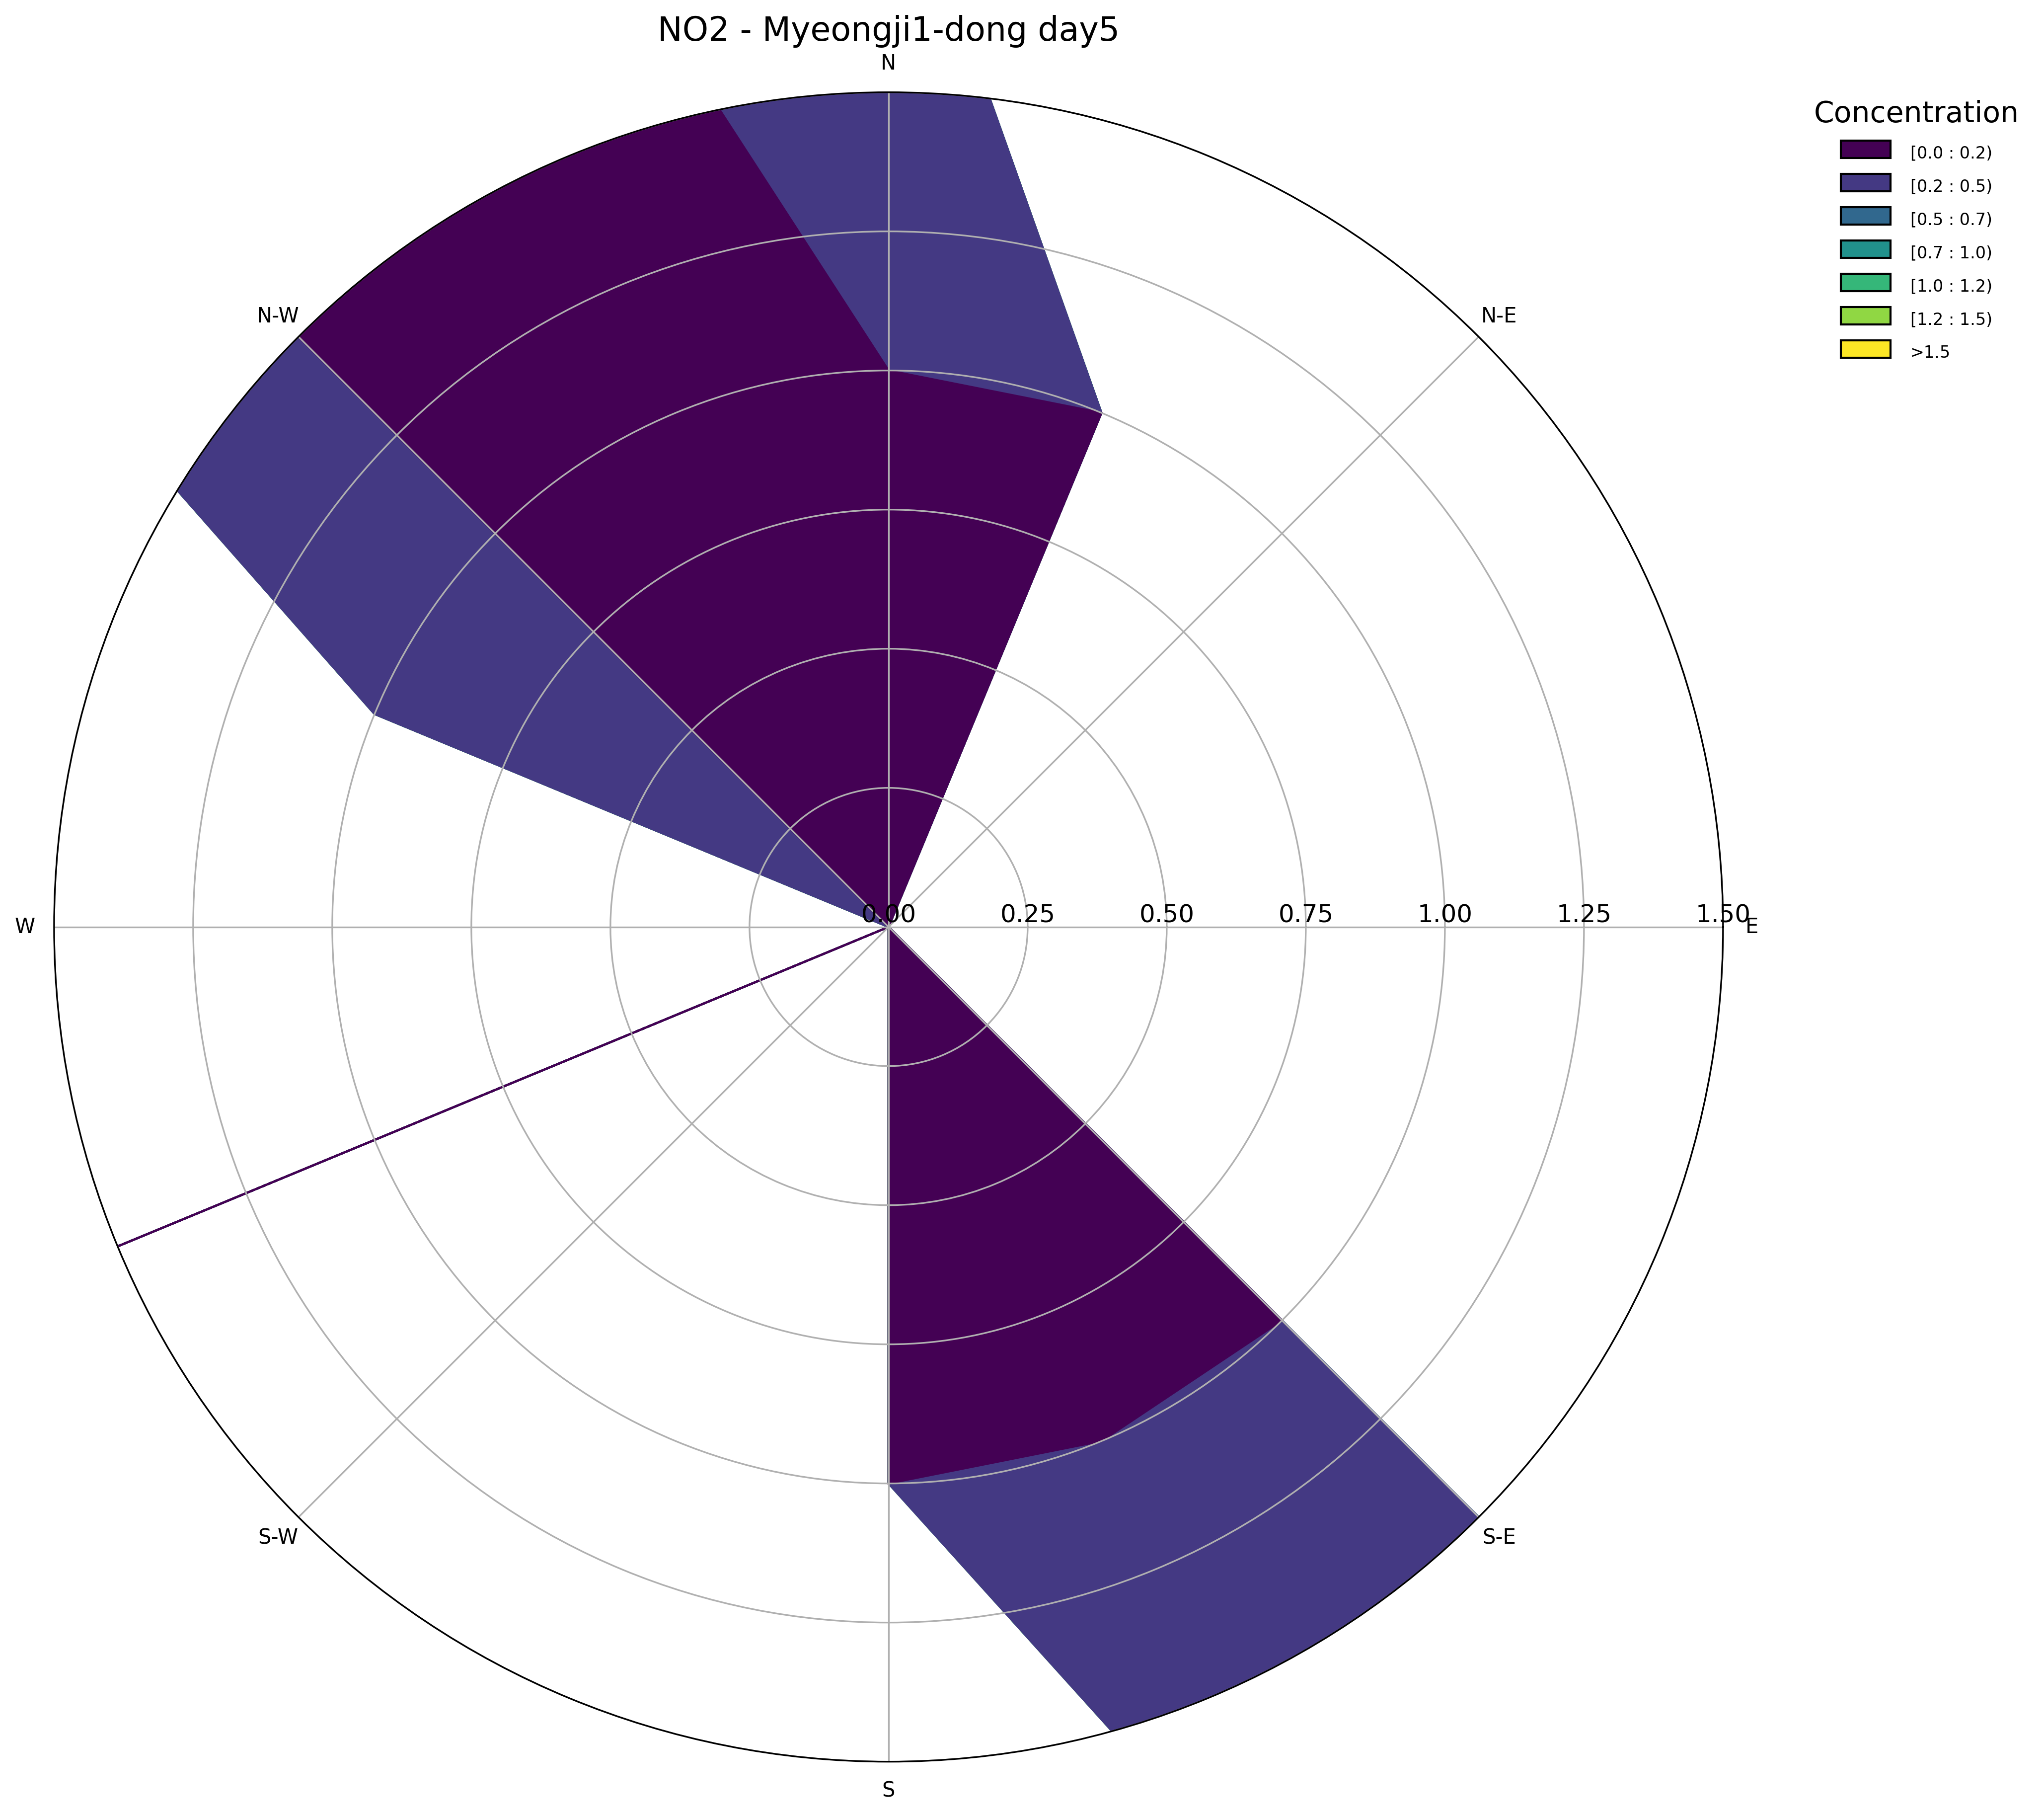 NO2 - Myeongji1-dong day5
N
Concentration
[0.0 : 0.2)
[0.2 : 0.5)
[0.5 : 0.7)
[0.7 : 1.0)
[1.0 : 1.2)
[1.2 : 1.5)
>1.5
N-W
N-E
0.00 0.25 0.50 0.75 1.00 1.25 1.50
W
E
S-W
S-E
S